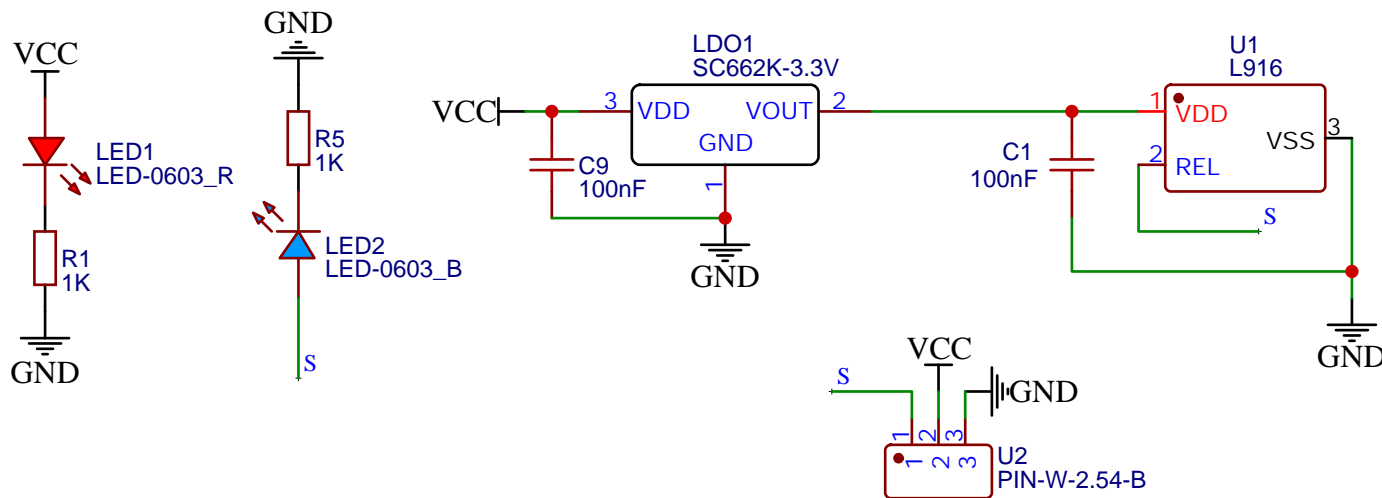 VCC
LED1
LED-0603_R
R1
1K
GND
GND
R5
1K
LED2
LED-0603_B
S
LDO1
SC662K-3.3V
VCC
3
VDD
VOUT
2
GND
1
C9
100nF
GND
C1
100nF
U1
L916
1
VDD
2
REL
VSS
3
S
GND
S
VCC
GND
1
2
3
1
2
3
U2
PIN-W-2.54-B